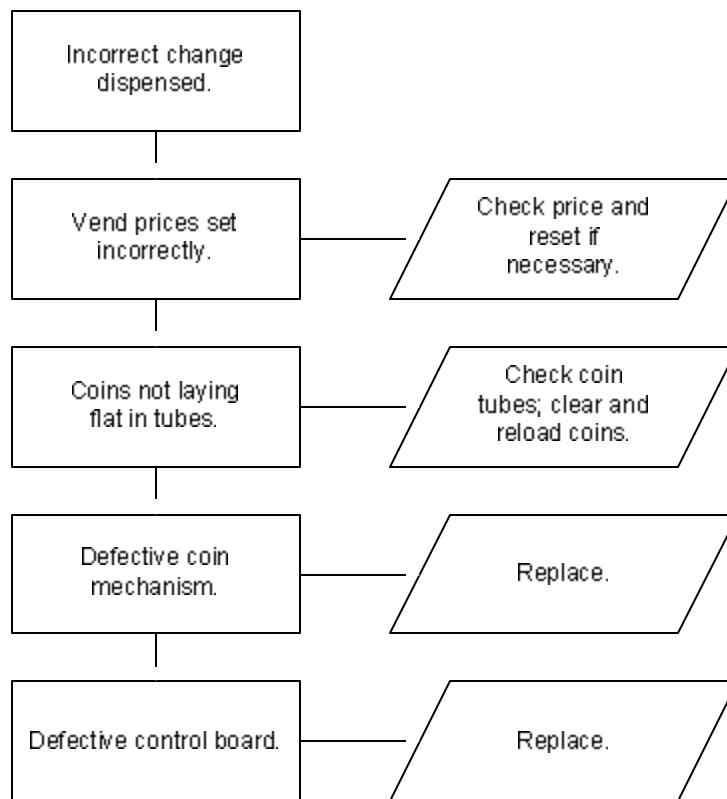 Incorrect change
dispensed.
Vend prices set
incorrectly.
Check price and
reset if
necessary.
Coins not laying
flat in tubes.
Check coin
tubes; clear and
reload coins.
Defective coin
mechanism.
Replace.
Defective control board.
Replace.